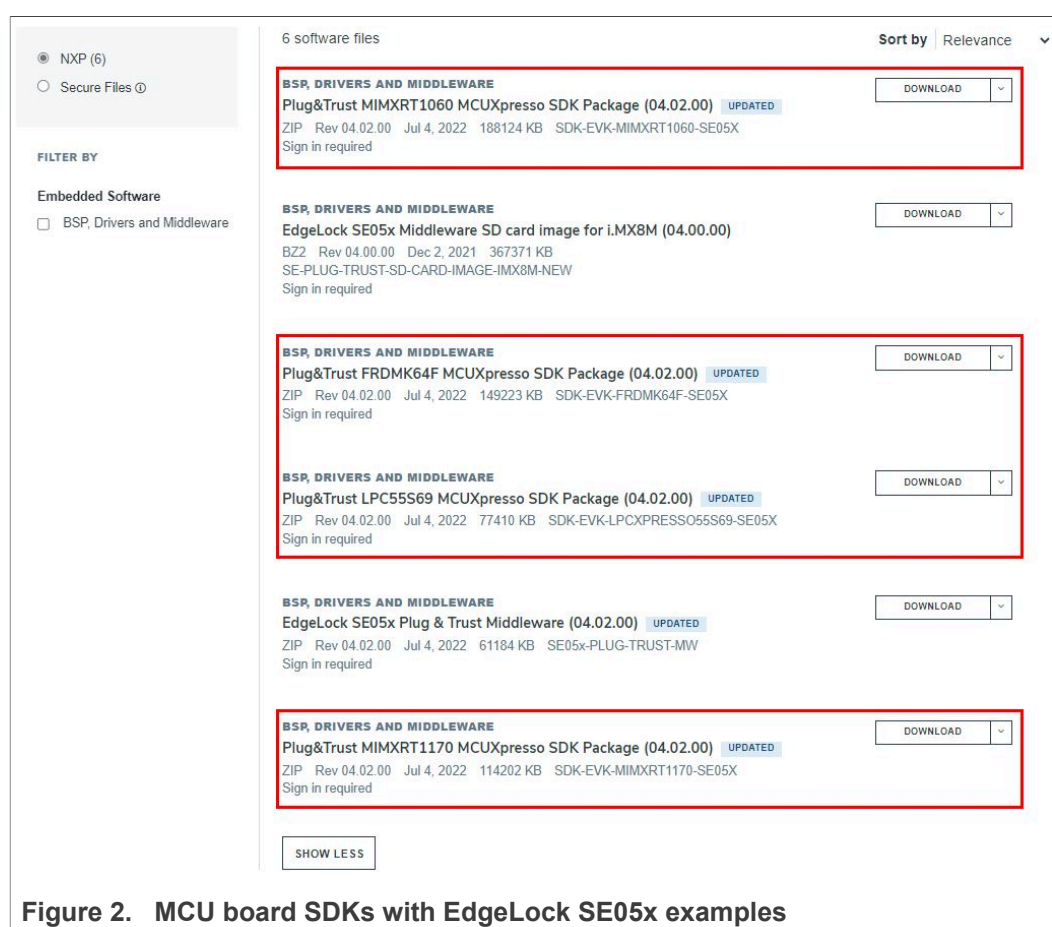 6 software files
Sort by Relevance
NXP (6)
Secure Files
FILTER BY
Embedded Software
BSP, Drivers and Middleware
BSP, DRIVERS AND MIDDLEWARE
Plug&Trust MIMXRT1060 MCUXpresso SDK Package (04.02.00) UPDATED
ZIP Rev 04.02.00 Jul 4, 2022 188124 KB SDK-EVK-MIMXRT1060-SE05X
Sign in required
DOWNLOAD
BSP, DRIVERS AND MIDDLEWARE
EdgeLock SE05x Middleware SD card image for i.MX8M (04.00.00)
BZ2 Rev 04.00.00 Dec 2, 2021 367371 KB
SE-PLUG-TRUST-SD-CARD-IMAGE-IMX8M-NEW
Sign in required
DOWNLOAD
BSP, DRIVERS AND MIDDLEWARE
Plug&Trust FRDMK64F MCUXpresso SDK Package (04.02.00) UPDATED
ZIP Rev 04.02.00 Jul 4, 2022 149223 KB SDK-EVK-FRDMK64F-SE05X
Sign in required
DOWNLOAD
BSP, DRIVERS AND MIDDLEWARE
Plug&Trust LPC55S69 MCUXpresso SDK Package (04.02.00) UPDATED
ZIP Rev 04.02.00 Jul 4, 2022 77410 KB SDK-EVK-LPCXPRESSO55S69-SE05X
Sign in required
DOWNLOAD
BSP, DRIVERS AND MIDDLEWARE
EdgeLock SE05x Plug & Trust Middleware (04.02.00) UPDATED
ZIP Rev 04.02.00 Jul 4, 2022 61184 KB SE05x-PLUG-TRUST-MW
Sign in required
DOWNLOAD
BSP, DRIVERS AND MIDDLEWARE
Plug&Trust MIMXRT1170 MCUXpresso SDK Package (04.02.00) UPDATED
ZIP Rev 04.02.00 Jul 4, 2022 114202 KB SDK-EVK-MIMXRT1170-SE05X
Sign in required
DOWNLOAD
SHOW LESS
Figure 2. MCU board SDKs with EdgeLock SE05x examples